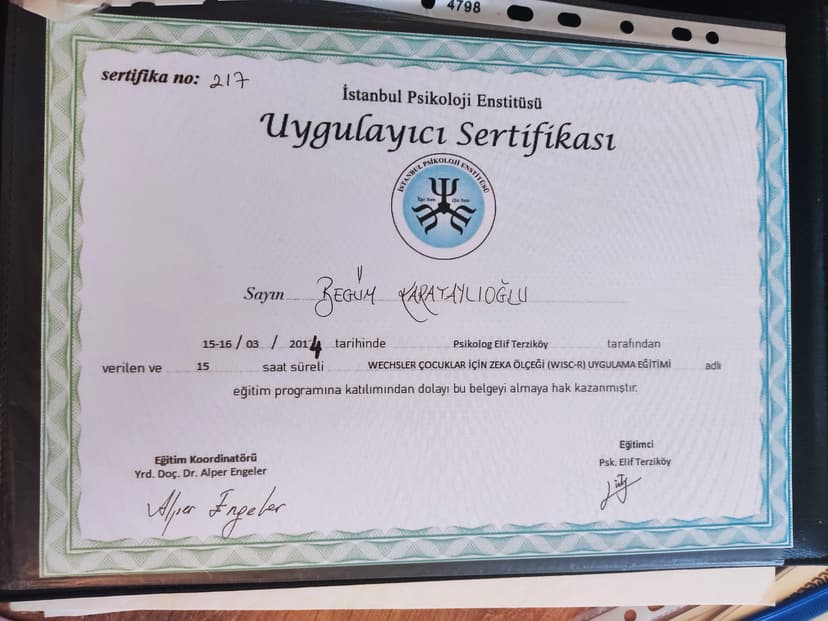 4798
sertifika no: 217
İstanbul Psikoloji Enstitüsü
Uygulayıcı Sertifikası
İSTANBUL PSİKOLOJİ ENSTİTÜSÜ
Sayın BEGÜM KARATAYLIOĞLU
15-16 / 03 / 2014 tarihinde Psikolog Elif Terziköy tarafından
verilen ve 15 saat süreli WECHSLER ÇOCUKLAR İÇİN ZEKA ÖLÇEĞİ (WISC-R) UYGULAMA EĞİTİMİ adlı
eğitim programına katılımından dolayı bu belgeyi almaya hak kazanmıştır.
Eğitim Koordinatörü
Yrd. Doç. Dr. Alper Engeler
Alper Engeler
Eğitimci
Psk. Elif Terziköy